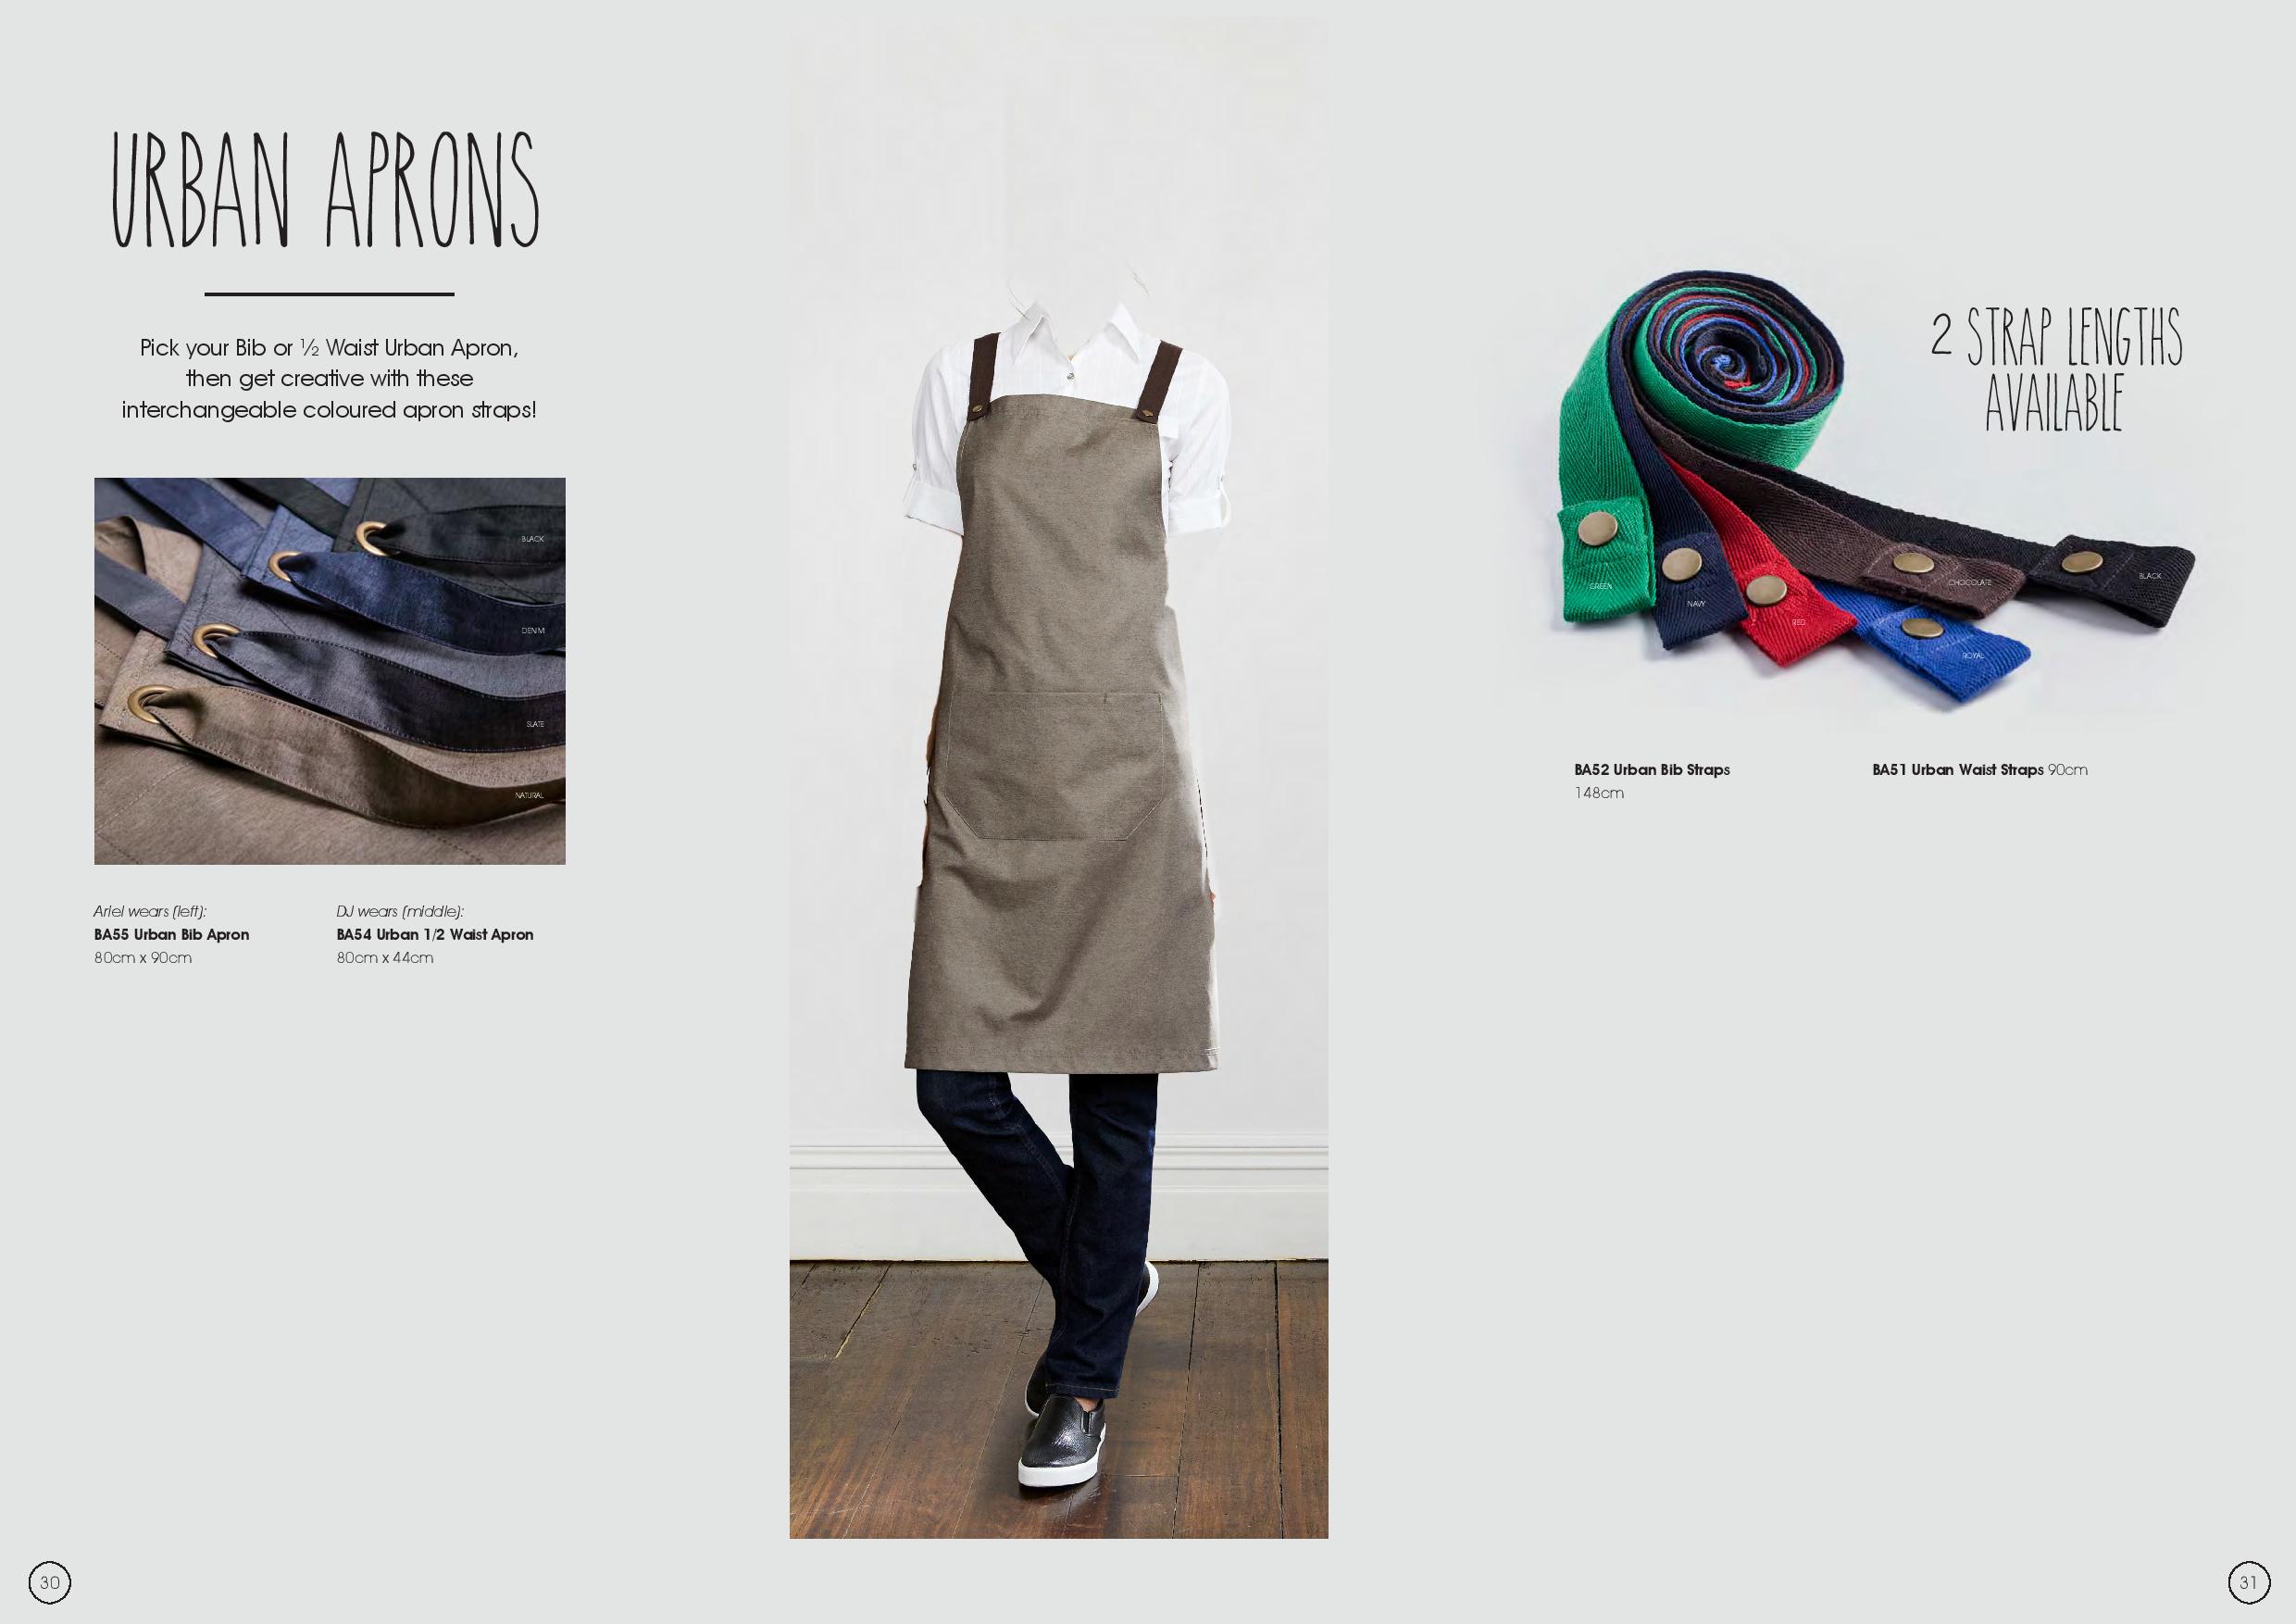 URBAN APRONS
Pick your Bib or ½ Waist Urban Apron,
then get creative with these
interchangeable coloured apron straps!
BLACK
DENIM
SLATE
NATURAL
Ariel wears (left):
BA55 Urban Bib Apron
80cm x 90cm
DJ wears (middle):
BA54 Urban 1/2 Waist Apron
80cm x 44cm
2 STRAP LENGTHS
AVAILABLE
GREEN
NAVY
RED
ROYAL
CHOCOLATE
BLACK
BA52 Urban Bib Straps
148cm
BA51 Urban Waist Straps 90cm
30
31